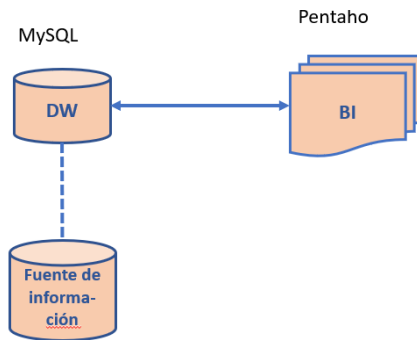 Pentaho
MySQL
DW
BI
Fuente de
informa-
ción